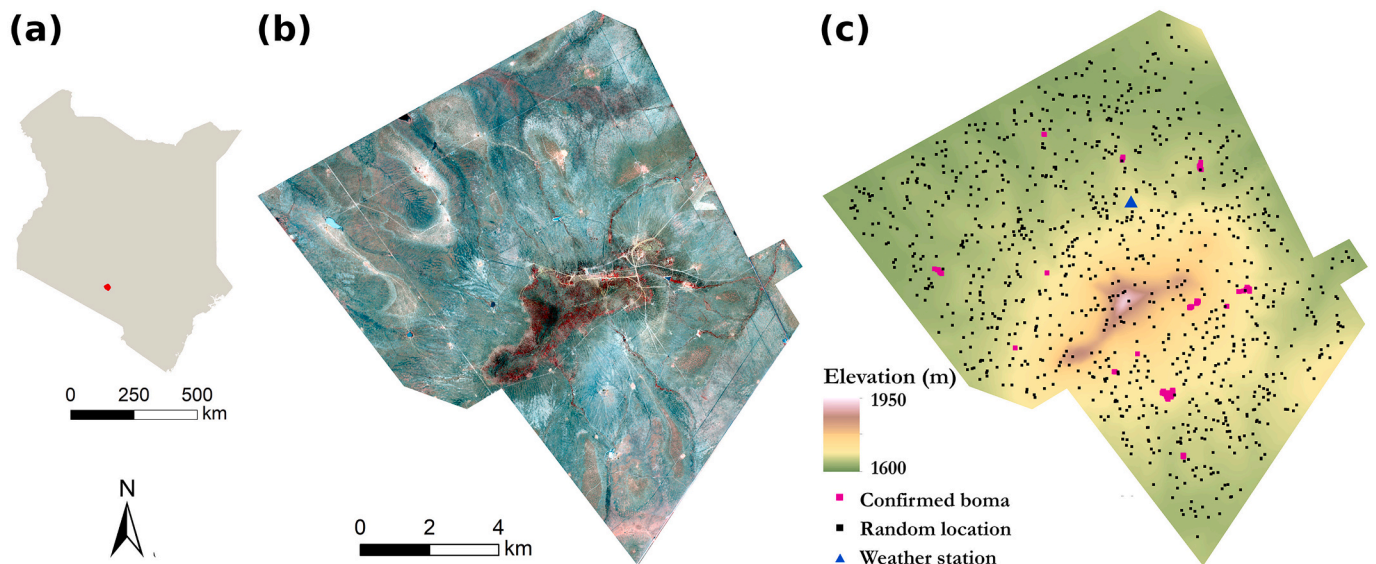 (a)
(b)
(c)
0 250 500
km
N
0 2 4
km
Elevation (m)
1950
1600
Confirmed boma
Random location
Weather station